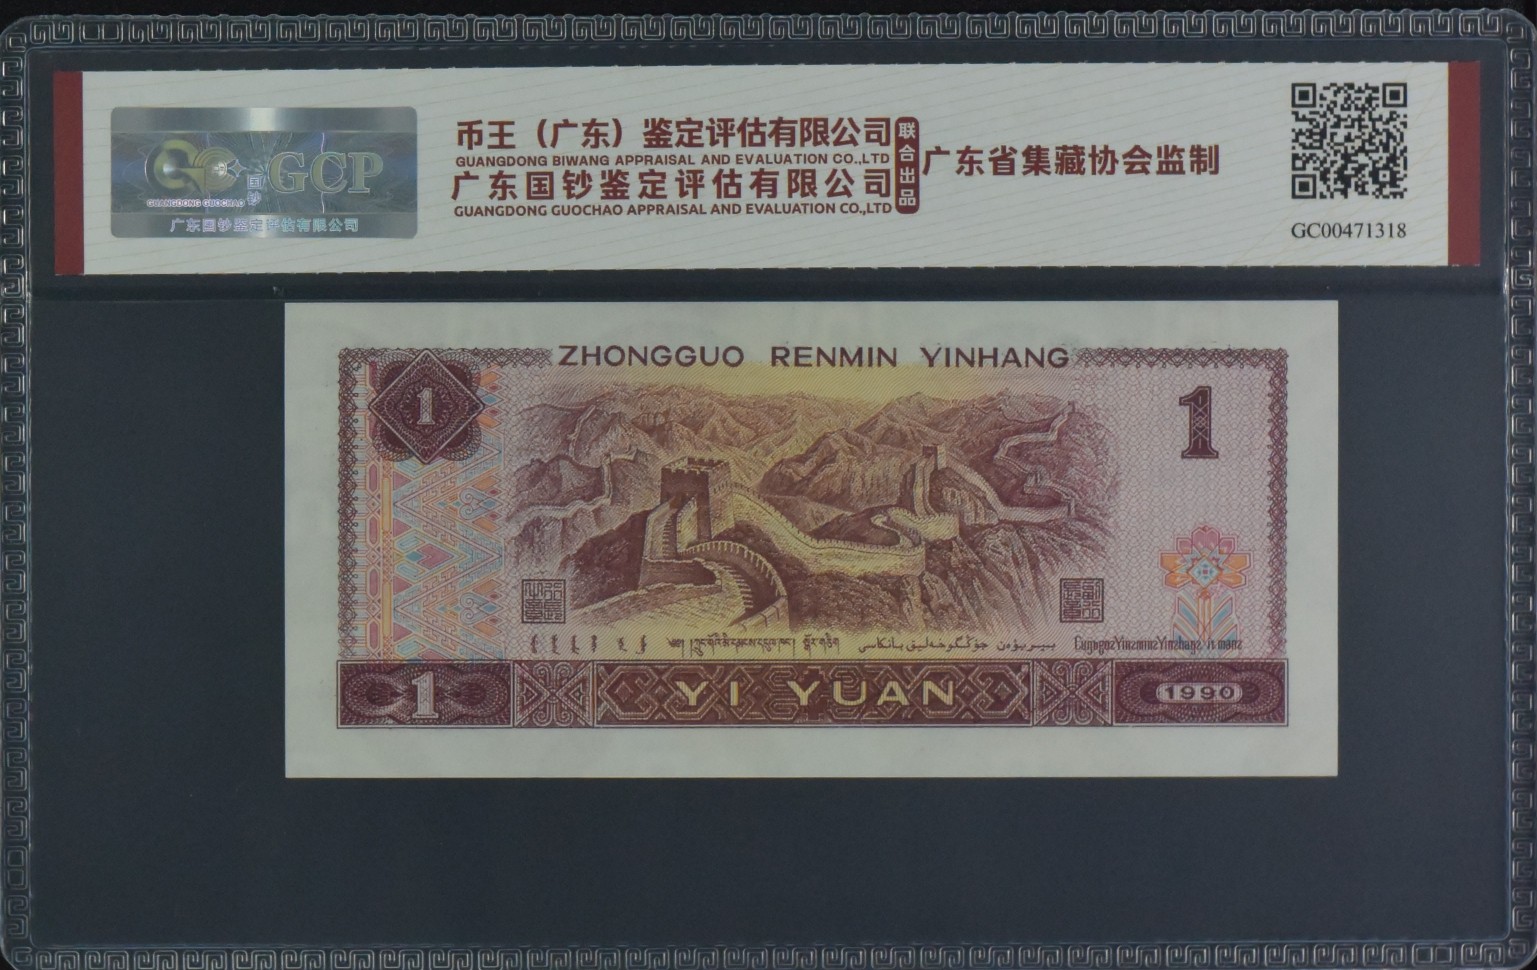 币王（广东）鉴定评估有限公司
GUANGDONG BIWANG APPRAISAL AND EVALUATION CO.,LTD
广东国钞鉴定评估有限公司
GUANGDONG GUOCHAO APPRAISAL AND EVALUATION CO.,LTD
联合出品
广东省集藏协会监制
GC00471318
GCP
国钞
GUANGDONG GUOCHAO
广东国钞鉴定评估有限公司
ZHONGGUO RENMIN YINHANG
1
1
1
YI YUAN
1990